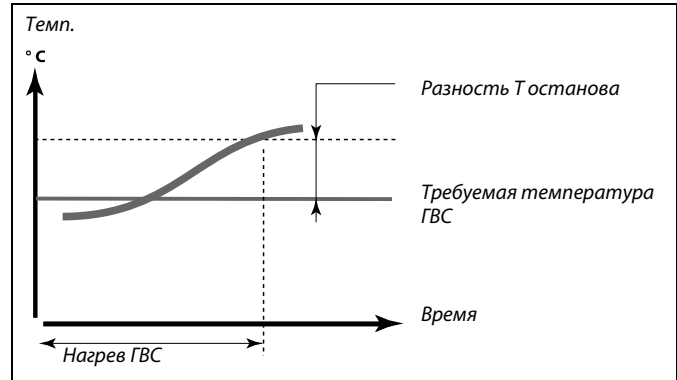 Темп.
° C
Разность T останова
Требуемая температура
ГВС
Время
Нагрев ГВС